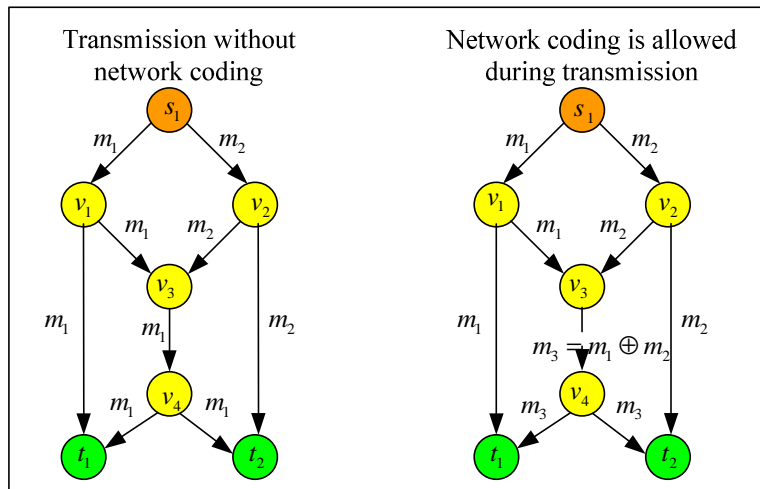 Transmission without
network coding
s₁
m₁ m₂
v₁ v₂
m₁ m₂
v₃
m₁ m₁ m₂
v₄
m₁ m₁
t₁ t₂
Network coding is allowed
during transmission
s₁
m₁ m₂
v₁ v₂
m₁ m₂
v₃
m₁ m₂
m₃ = m₁ ⊕ m₂
v₄
m₃ m₃
t₁ t₂